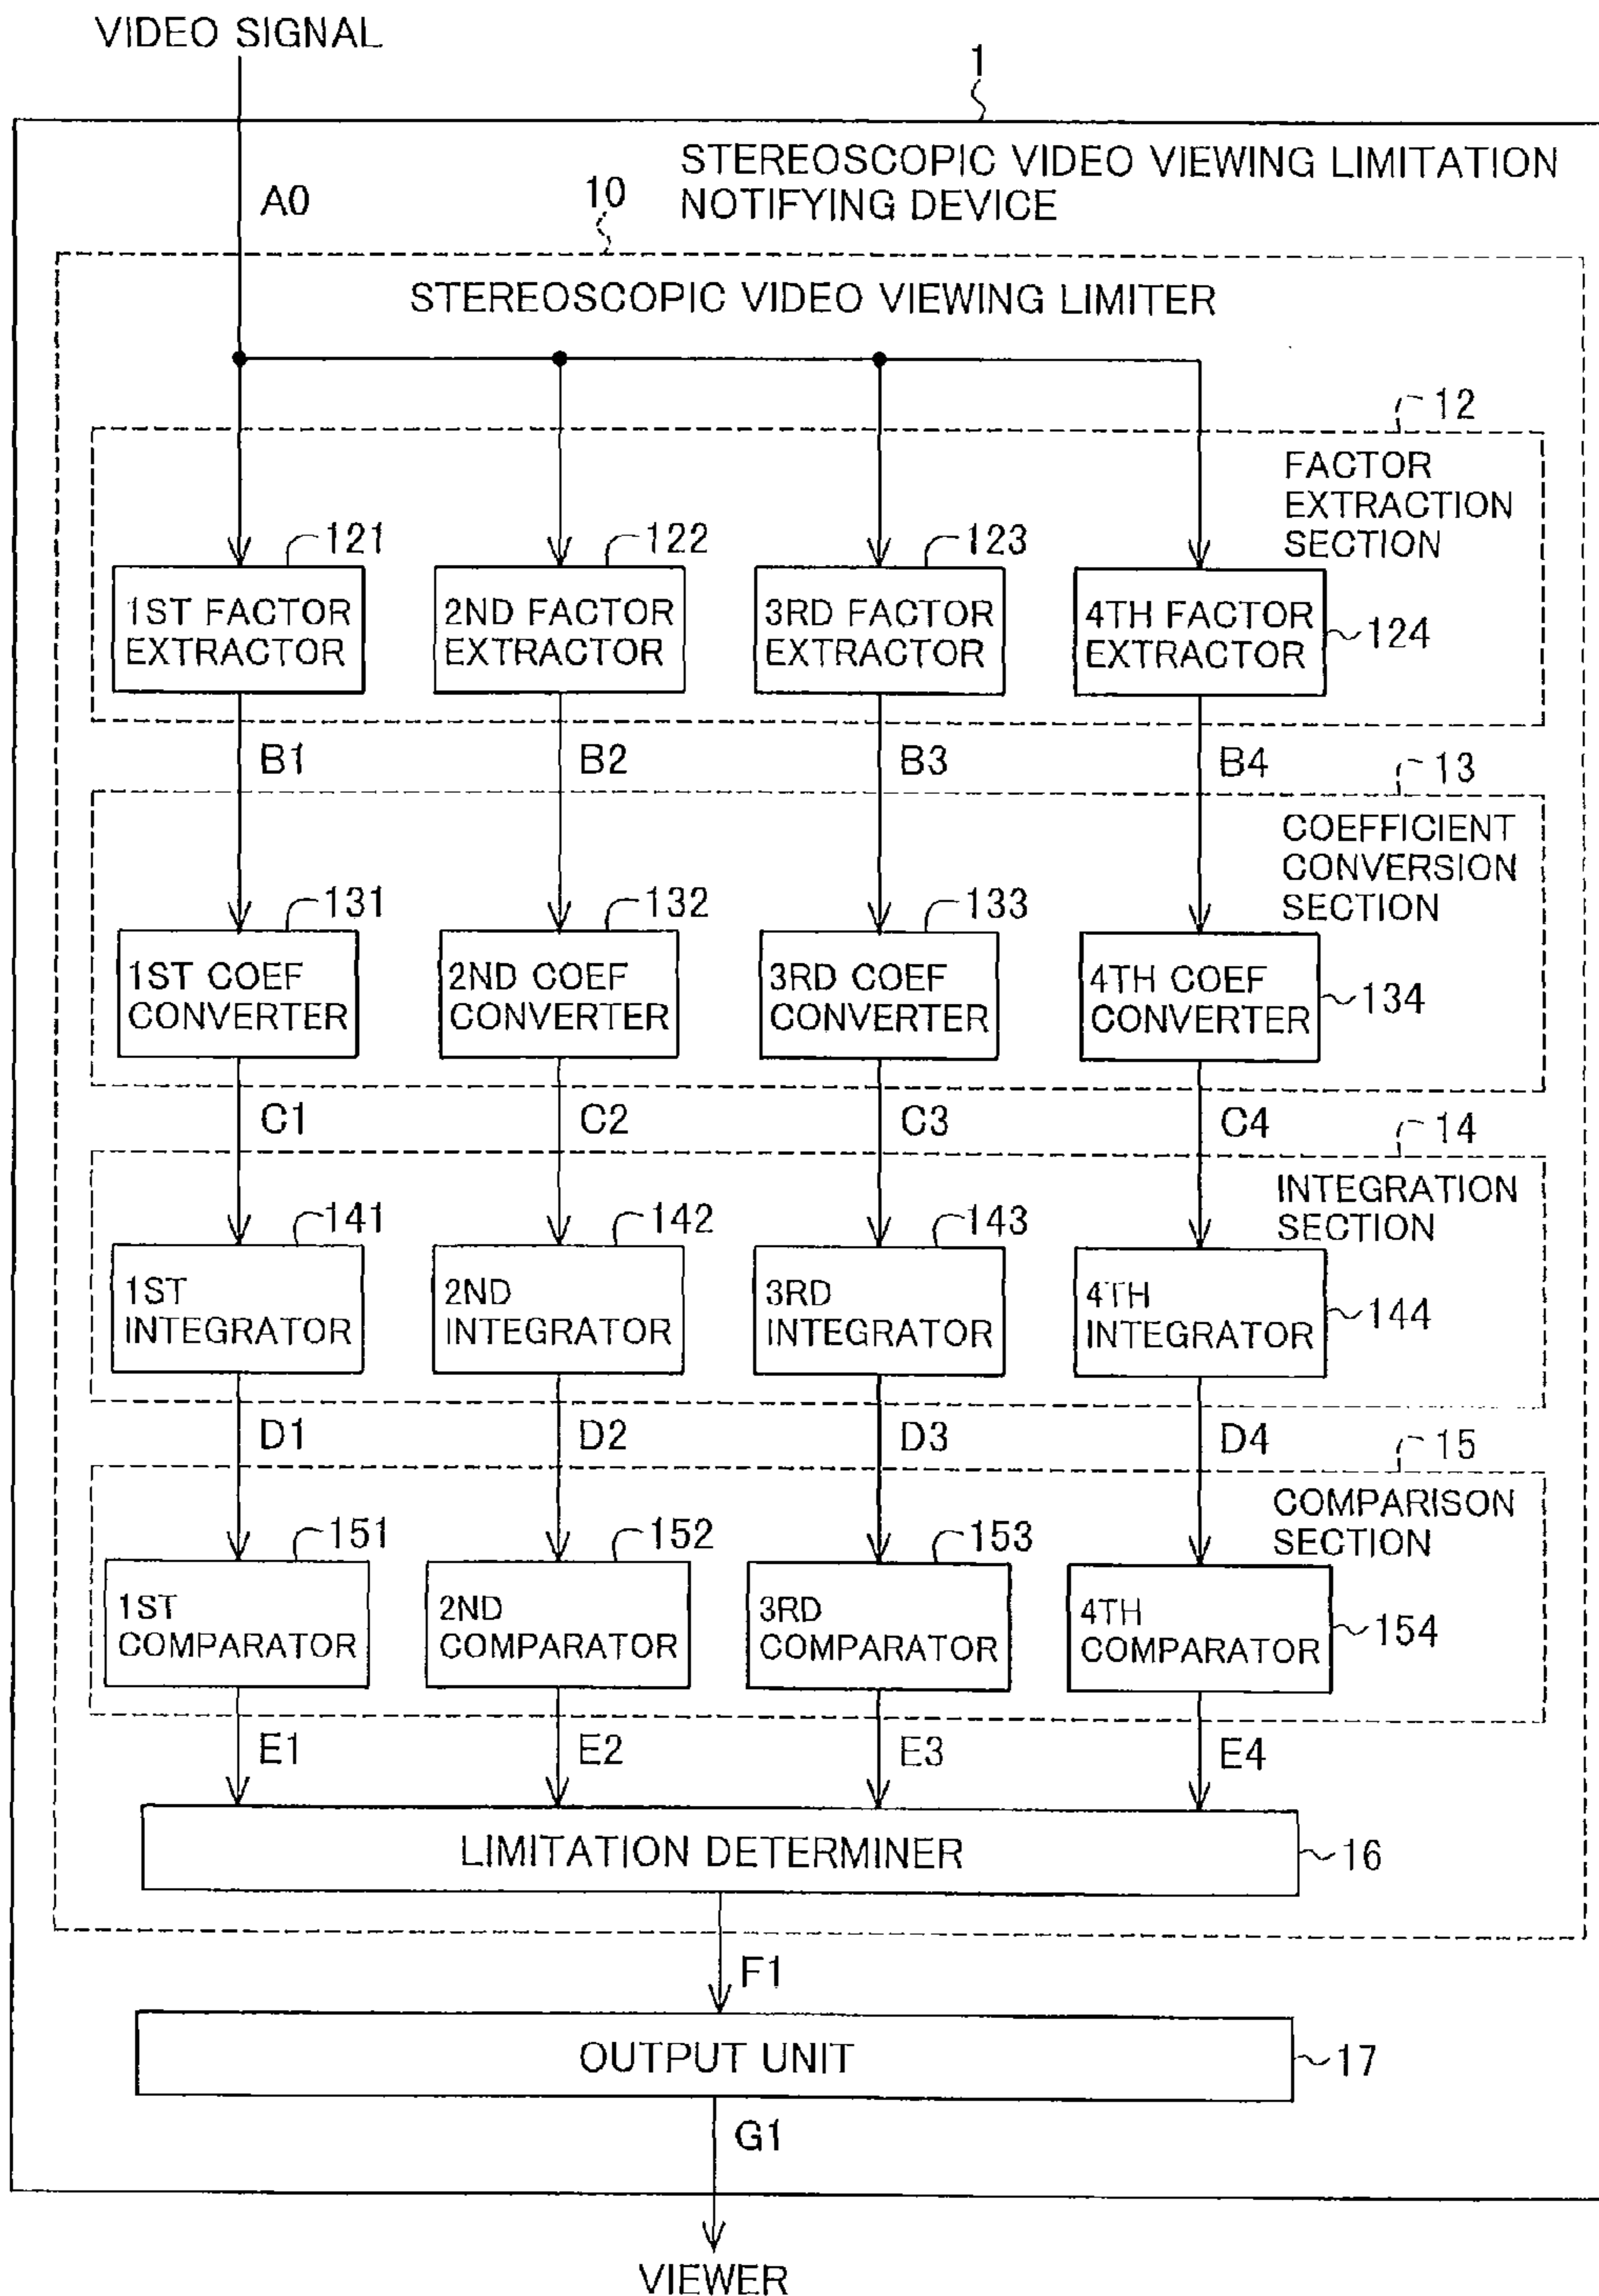 VIDEO SIGNAL
1
STEREOSCOPIC VIDEO VIEWING LIMITATION
NOTIFYING DEVICE
A0
10
STEREOSCOPIC VIDEO VIEWING LIMITER
12
FACTOR
EXTRACTION
SECTION
121
122
123
1ST FACTOR
EXTRACTOR
2ND FACTOR
EXTRACTOR
3RD FACTOR
EXTRACTOR
4TH FACTOR
EXTRACTOR
124
B1
B2
B3
B4
13
COEFFICIENT
CONVERSION
SECTION
131
132
133
1ST COEF
CONVERTER
2ND COEF
CONVERTER
3RD COEF
CONVERTER
4TH COEF
CONVERTER
134
C1
C2
C3
C4
14
INTEGRATION
SECTION
141
142
143
1ST
INTEGRATOR
2ND
INTEGRATOR
3RD
INTEGRATOR
4TH
INTEGRATOR
144
D1
D2
D3
D4
15
COMPARISON
SECTION
151
152
153
1ST
COMPARATOR
2ND
COMPARATOR
3RD
COMPARATOR
4TH
COMPARATOR
154
E1
E2
E3
E4
LIMITATION DETERMINER
16
F1
OUTPUT UNIT
17
G1
VIEWER